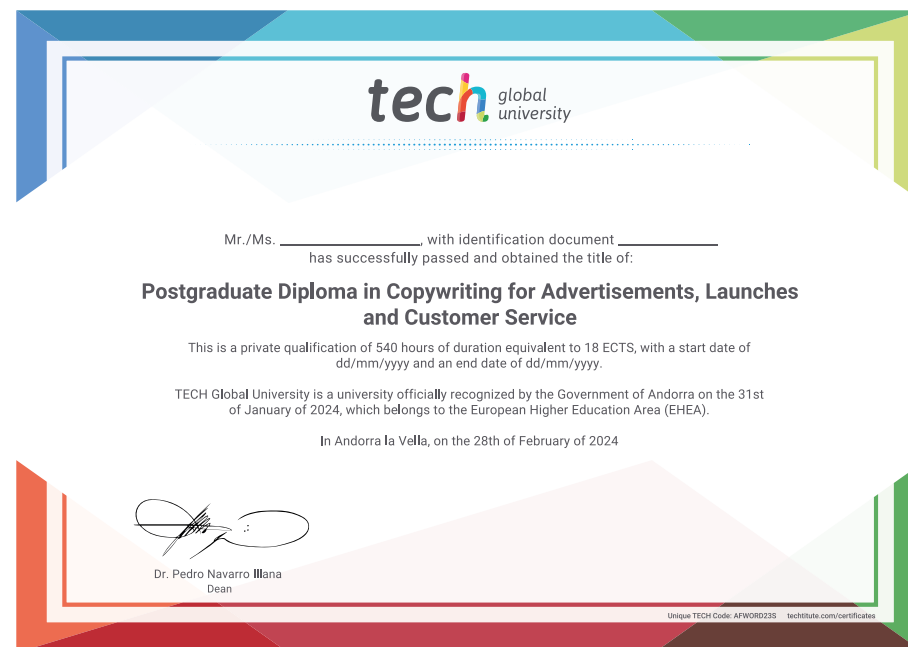 tech global university
Mr./Ms. ____________________, with identification document ______________
has successfully passed and obtained the title of:
Postgraduate Diploma in Copywriting for Advertisements, Launches
and Customer Service
This is a private qualification of 540 hours of duration equivalent to 18 ECTS, with a start date of
dd/mm/yyyy and an end date of dd/mm/yyyy.
TECH Global University is a university officially recognized by the Government of Andorra on the 31st
of January of 2024, which belongs to the European Higher Education Area (EHEA).
In Andorra la Vella, on the 28th of February of 2024
Dr. Pedro Navarro Illana
Dean
Unique TECH Code: AFWORD23S techtitute.com/certificates